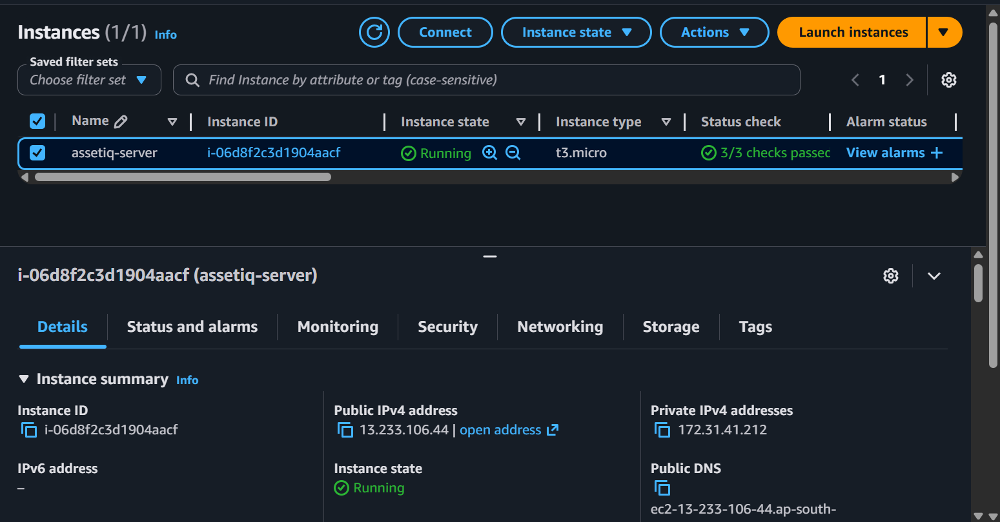 Instances (1/1) Info
Connect
Instance state
Actions
Launch instances
Saved filter sets
Choose filter set
Find Instance by attribute or tag (case-sensitive)
1
Name
Instance ID
Instance state
Instance type
Status check
Alarm status
assetiq-server
i-06d8f2c3d1904aacf
Running
t3.micro
3/3 checks passed
View alarms +
i-06d8f2c3d1904aacf (assetiq-server)
Details
Status and alarms
Monitoring
Security
Networking
Storage
Tags
Instance summary Info
Instance ID
i-06d8f2c3d1904aacf
Public IPv4 address
13.233.106.44 | open address
Private IPv4 addresses
172.31.41.212
IPv6 address
–
Instance state
Running
Public DNS
ec2-13-233-106-44.ap-south-